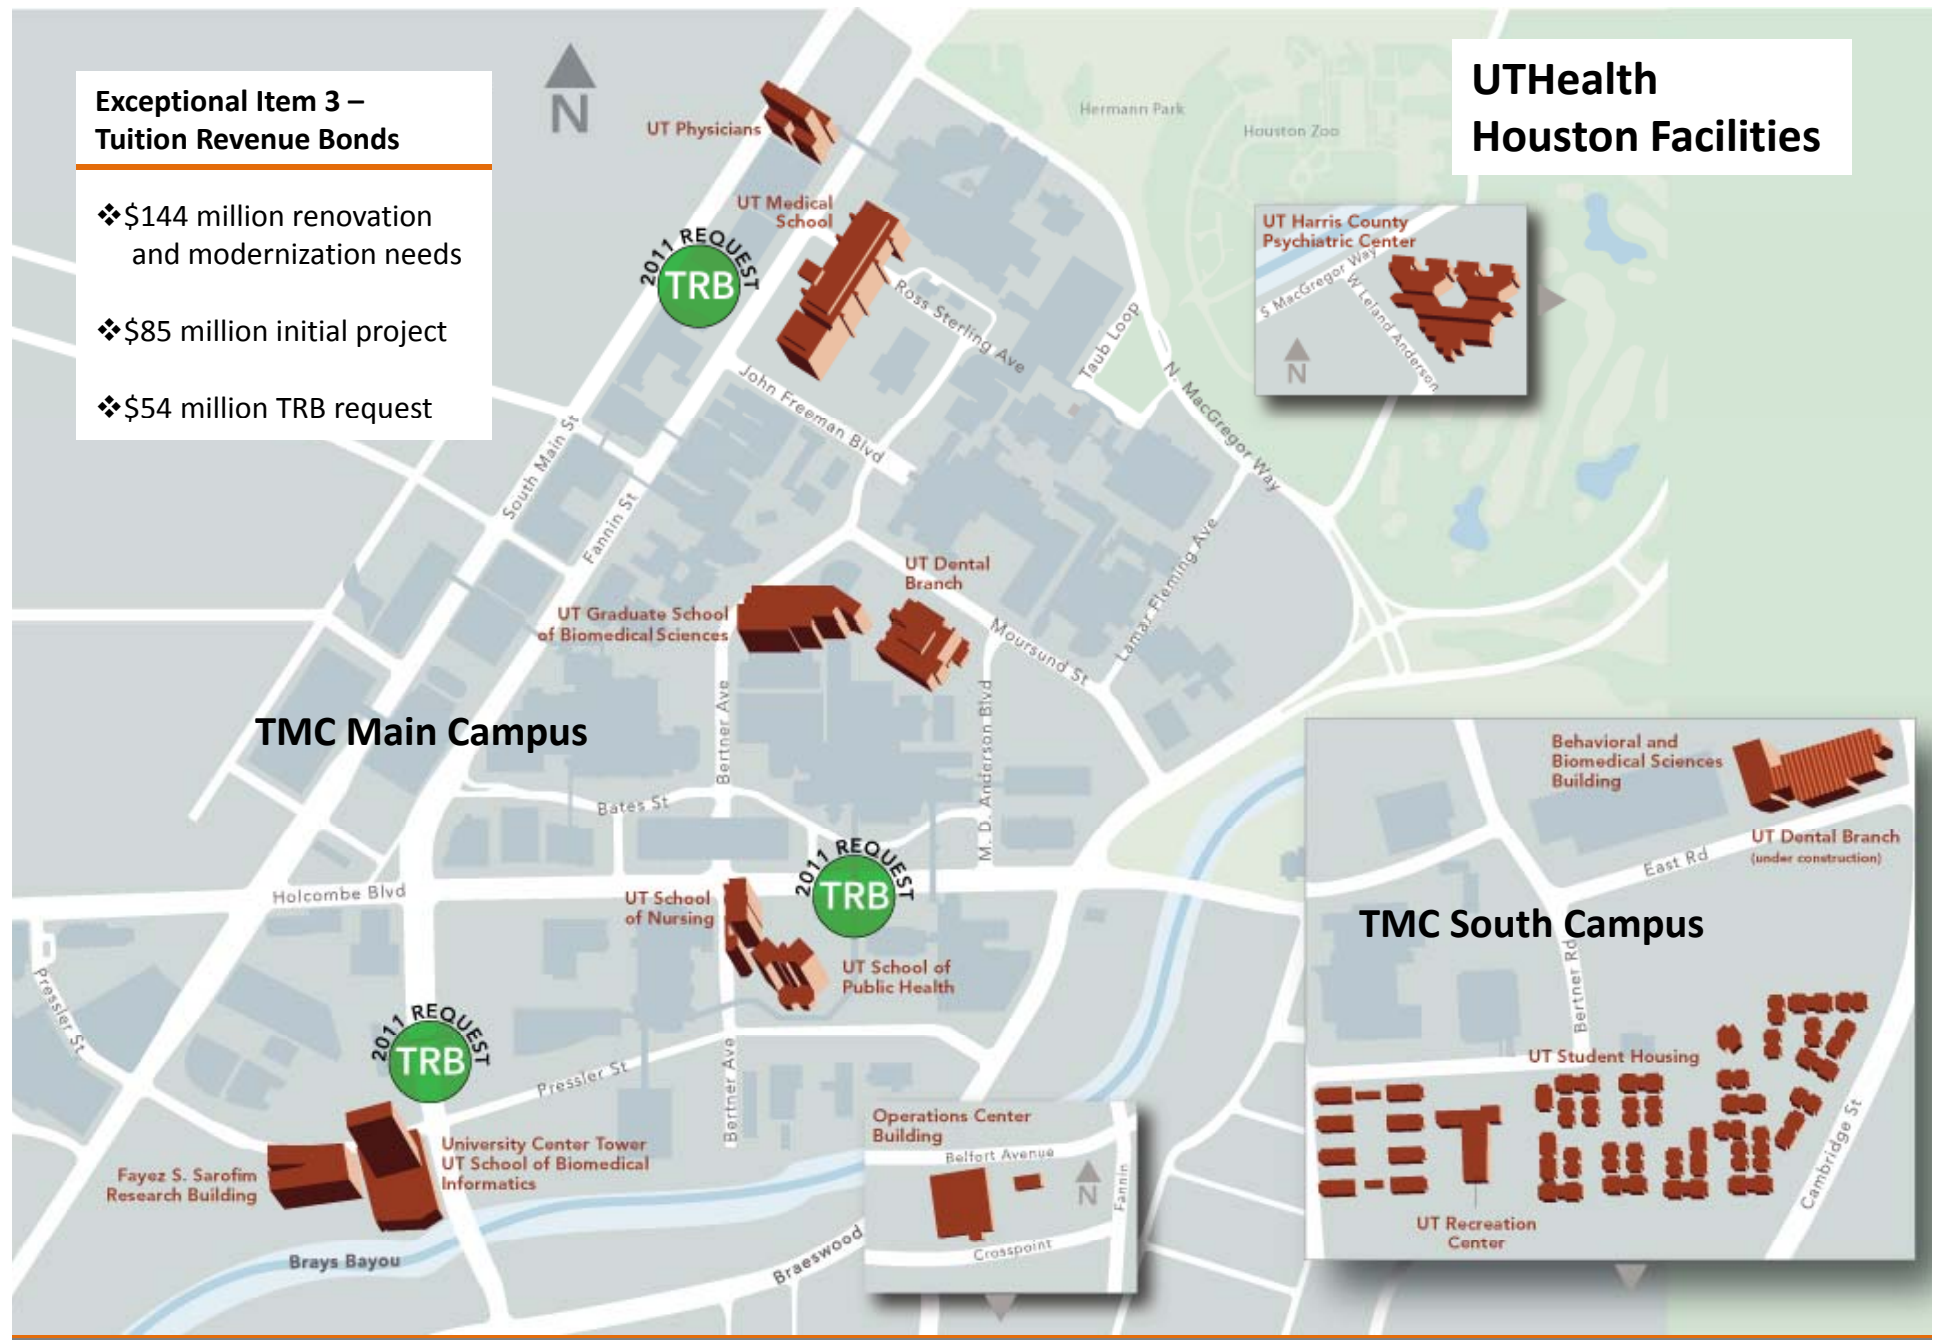 Exceptional Item 3 –
Tuition Revenue Bonds
❖$144 million renovation
and modernization needs
❖$85 million initial project
❖$54 million TRB request
N
UTHealth
Houston Facilities
UT Physicians
Hermann Park
Houston Zoo
UT Medical
School
2011 REQUEST
TRB
Ross Sterling Ave
Taub Loop
John Freeman Blvd
N. MacGregor Way
South Main St
Fannin St
UT Harris County
Psychiatric Center
S MacGregor Way
W Leland Anderson
N
UT Dental
Branch
UT Graduate School
of Biomedical Sciences
Moursund St
Lamar Fleming Ave
TMC Main Campus
Bertner Ave
M. D. Anderson Blvd
Bates St
Holcombe Blvd
UT School
of Nursing
2011 REQUEST
TRB
UT School of
Public Health
Pressler St
2011 REQUEST
TRB
Pressler St
Bertner Ave
University Center Tower
UT School of Biomedical
Informatics
Fayez S. Sarofim
Research Building
Brays Bayou
Braeswood
Operations Center
Building
Belfort Avenue
N
Fannin
Crosspoint
Behavioral and
Biomedical Sciences
Building
UT Dental Branch
(under construction)
East Rd
TMC South Campus
Bertner Rd
UT Student Housing
UT Recreation
Center
Cambridge St